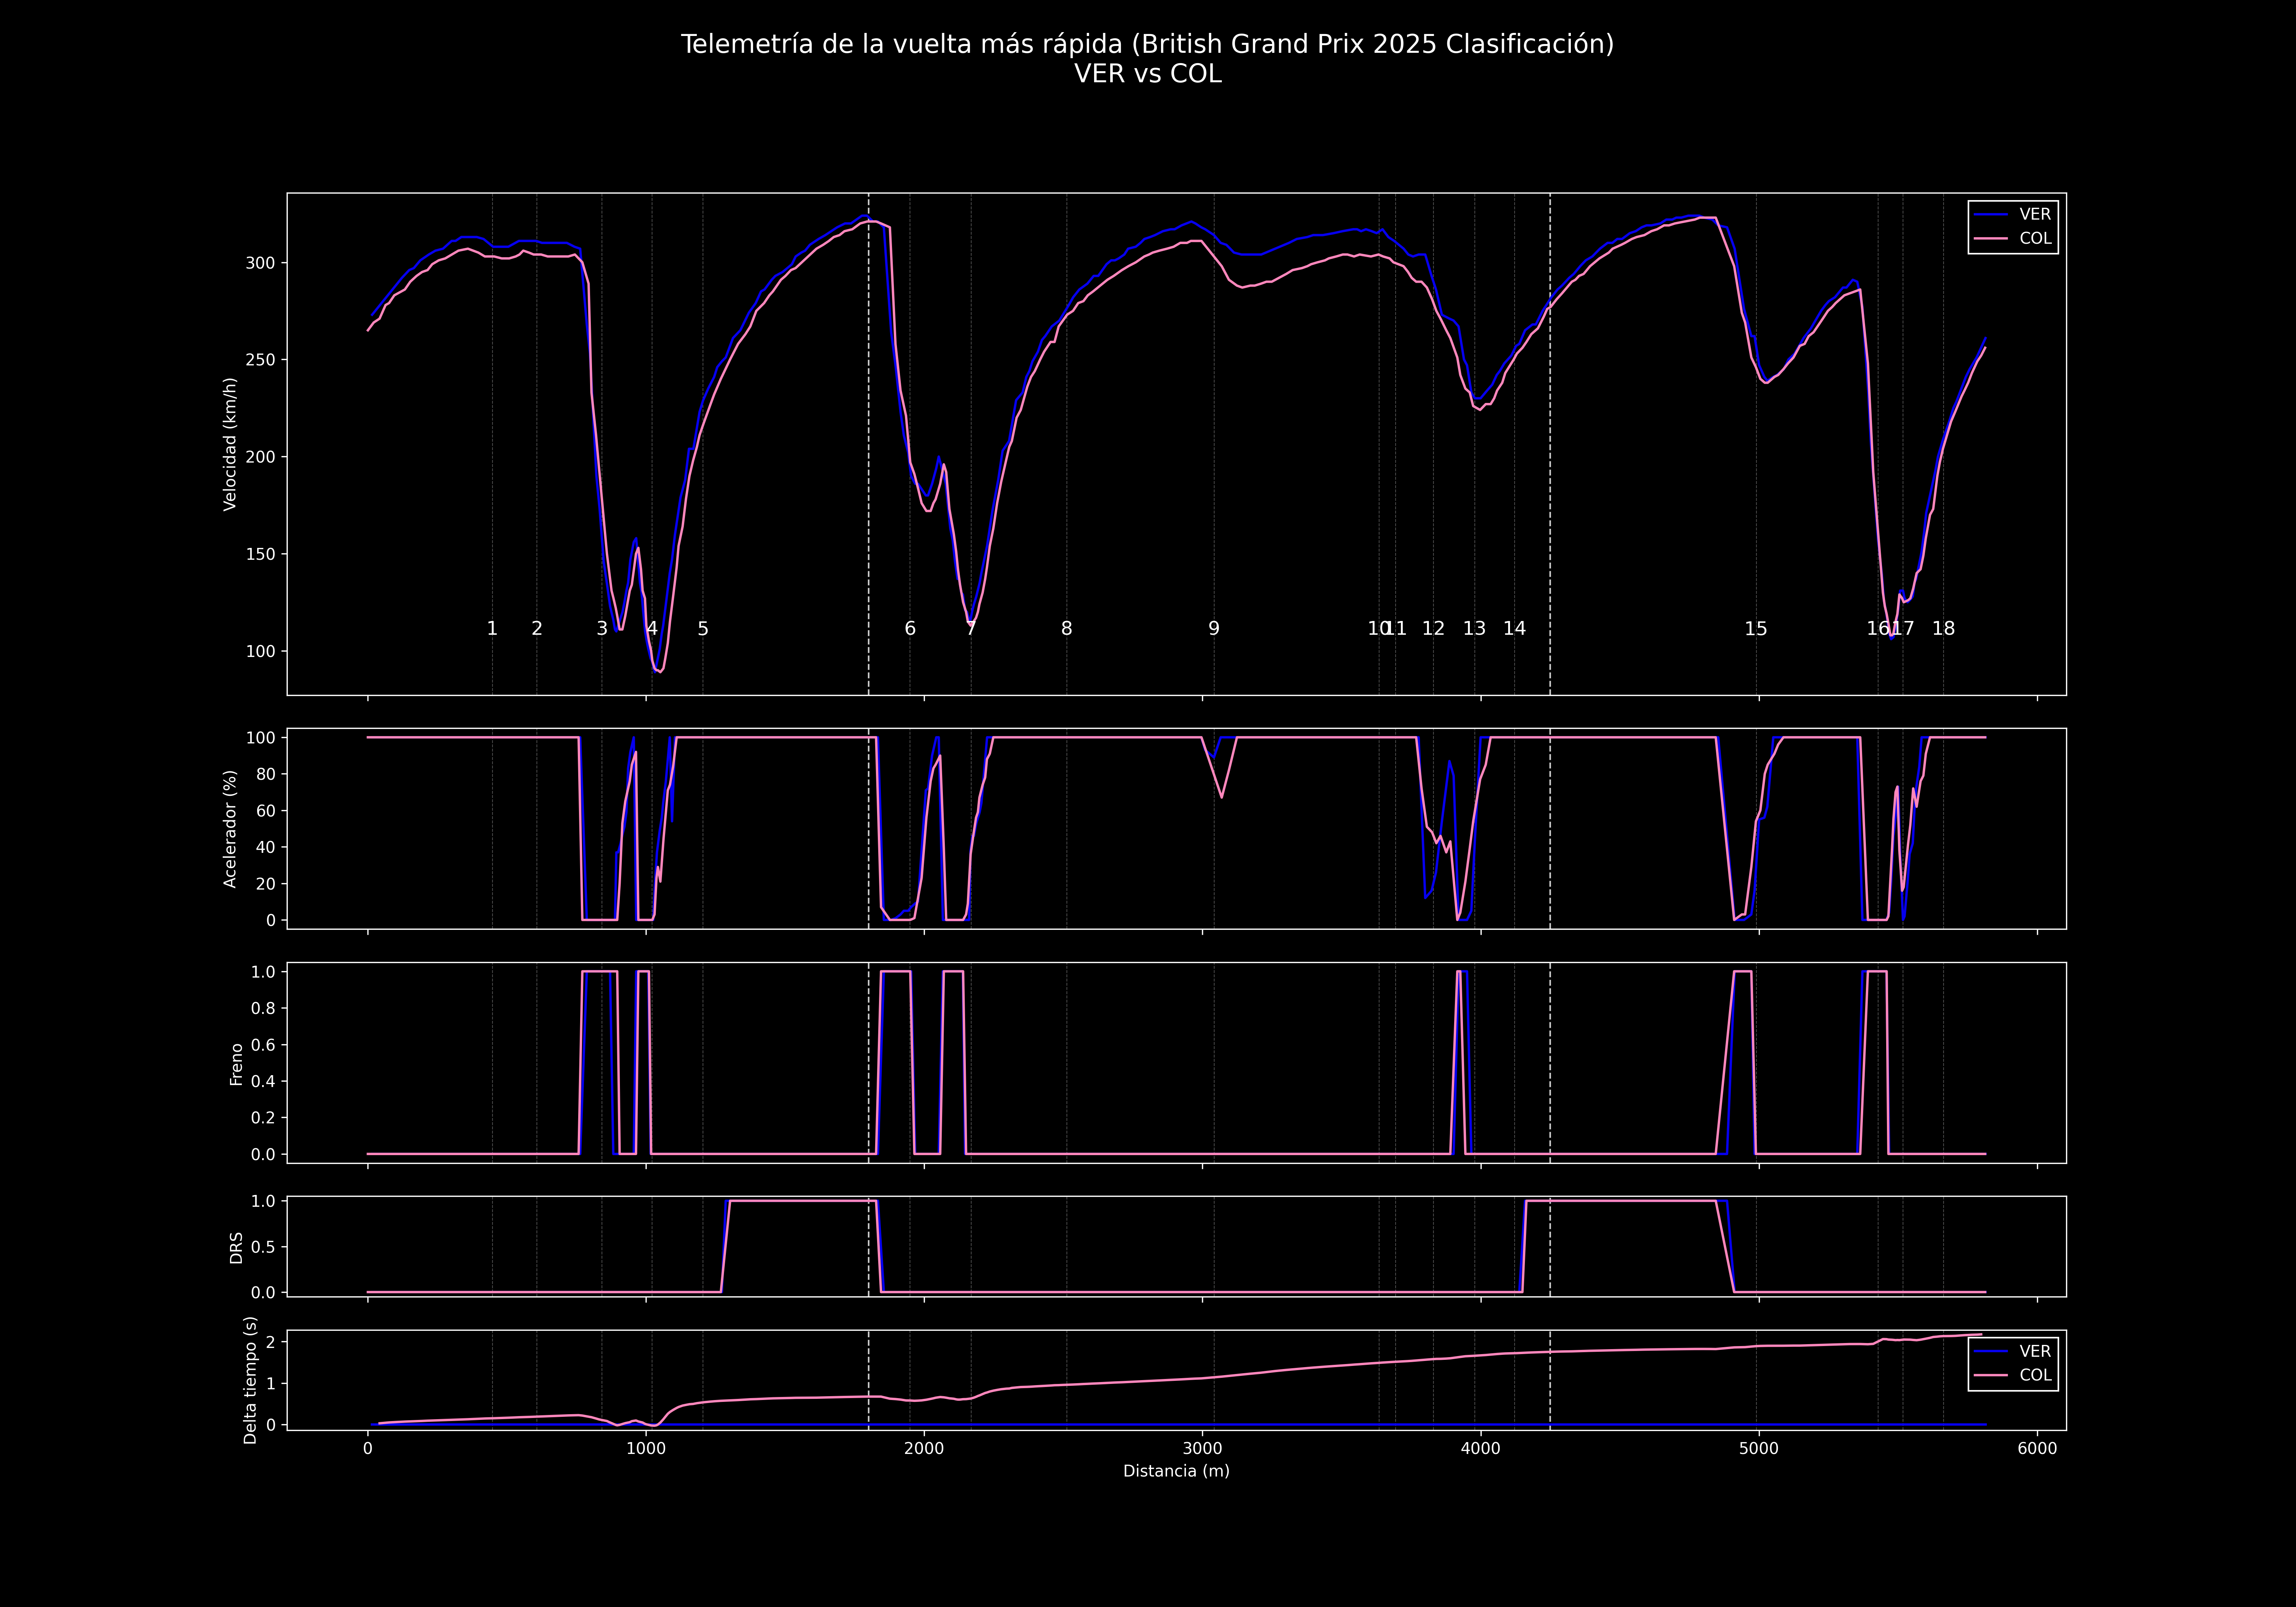 Telemetría de la vuelta más rápida (British Grand Prix 2025 Clasificación)
VER vs COL
Velocidad (km/h)
300
250
200
150
100
VER
COL
1 2 3 4 5 6 7 8 9 10 11 12 13 14 15 16 17 18
Acelerador (%)
100
80
60
40
20
0
Freno
1.0
0.8
0.6
0.4
0.2
0.0
DRS
1.0
0.5
0.0
Delta tiempo (s)
2
1
0
VER
COL
0 1000 2000 3000 4000 5000 6000
Distancia (m)